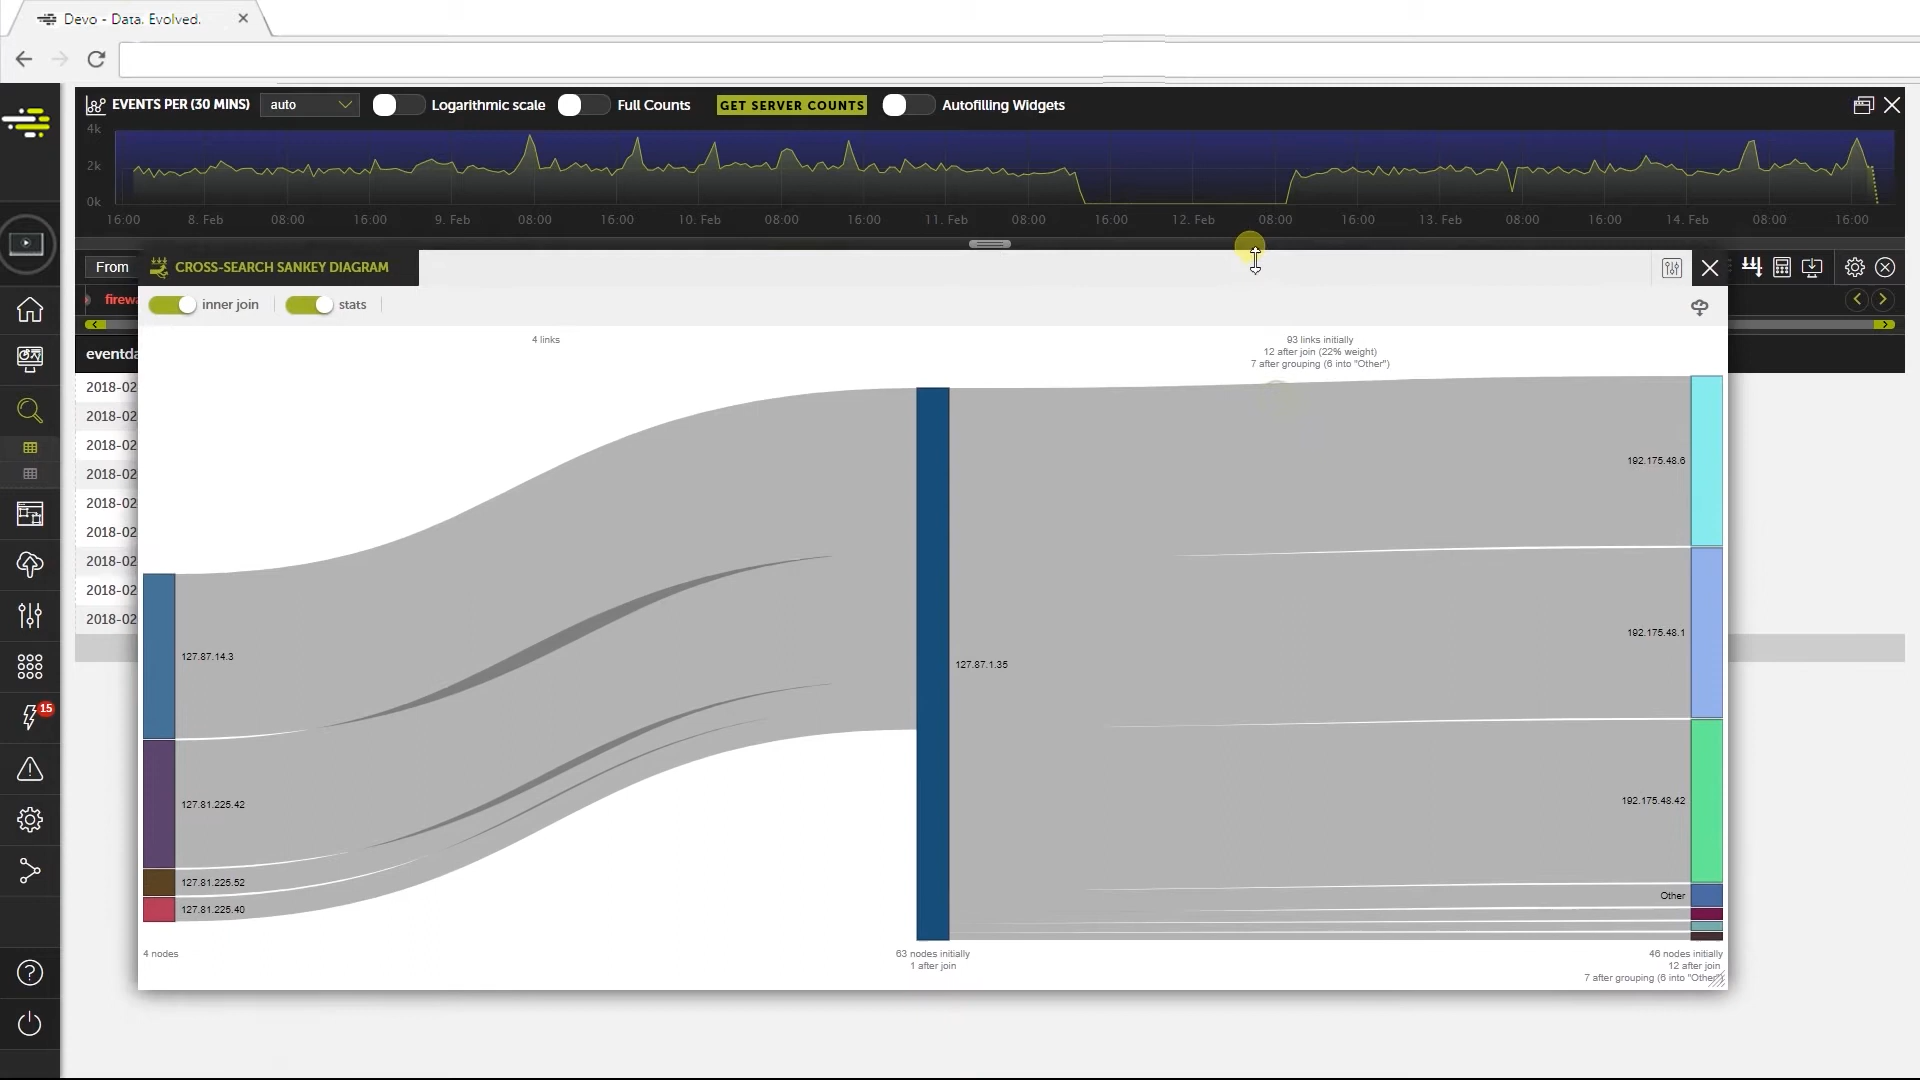 Devo - Data. Evolved.
EVENTS PER (30 MINS)
auto
Logarithmic scale
Full Counts
GET SERVER COUNTS
Autofilling Widgets
4k
2k
0k
16:00 8. Feb 08:00 16:00 9. Feb 08:00 16:00 10. Feb 08:00 16:00 11. Feb 08:00 16:00 12. Feb 08:00 16:00 13. Feb 08:00 16:00 14. Feb 08:00 16:00
From
CROSS-SEARCH SANKEY DIAGRAM
firewa
inner join
stats
eventda
4 links
93 links initially
12 after join (22% weight)
7 after grouping (6 into "Other")
2018-02
2018-02
2018-02
2018-02
2018-02
2018-02
2018-02
2018-02
2018-02
127.87.14.3
127.81.225.42
127.81.225.52
127.81.225.40
127.87.1.35
192.175.48.6
192.175.48.1
192.175.48.42
Other
15
4 nodes
63 nodes initially
1 after join
46 nodes initially
12 after join
7 after grouping (6 into "Other")